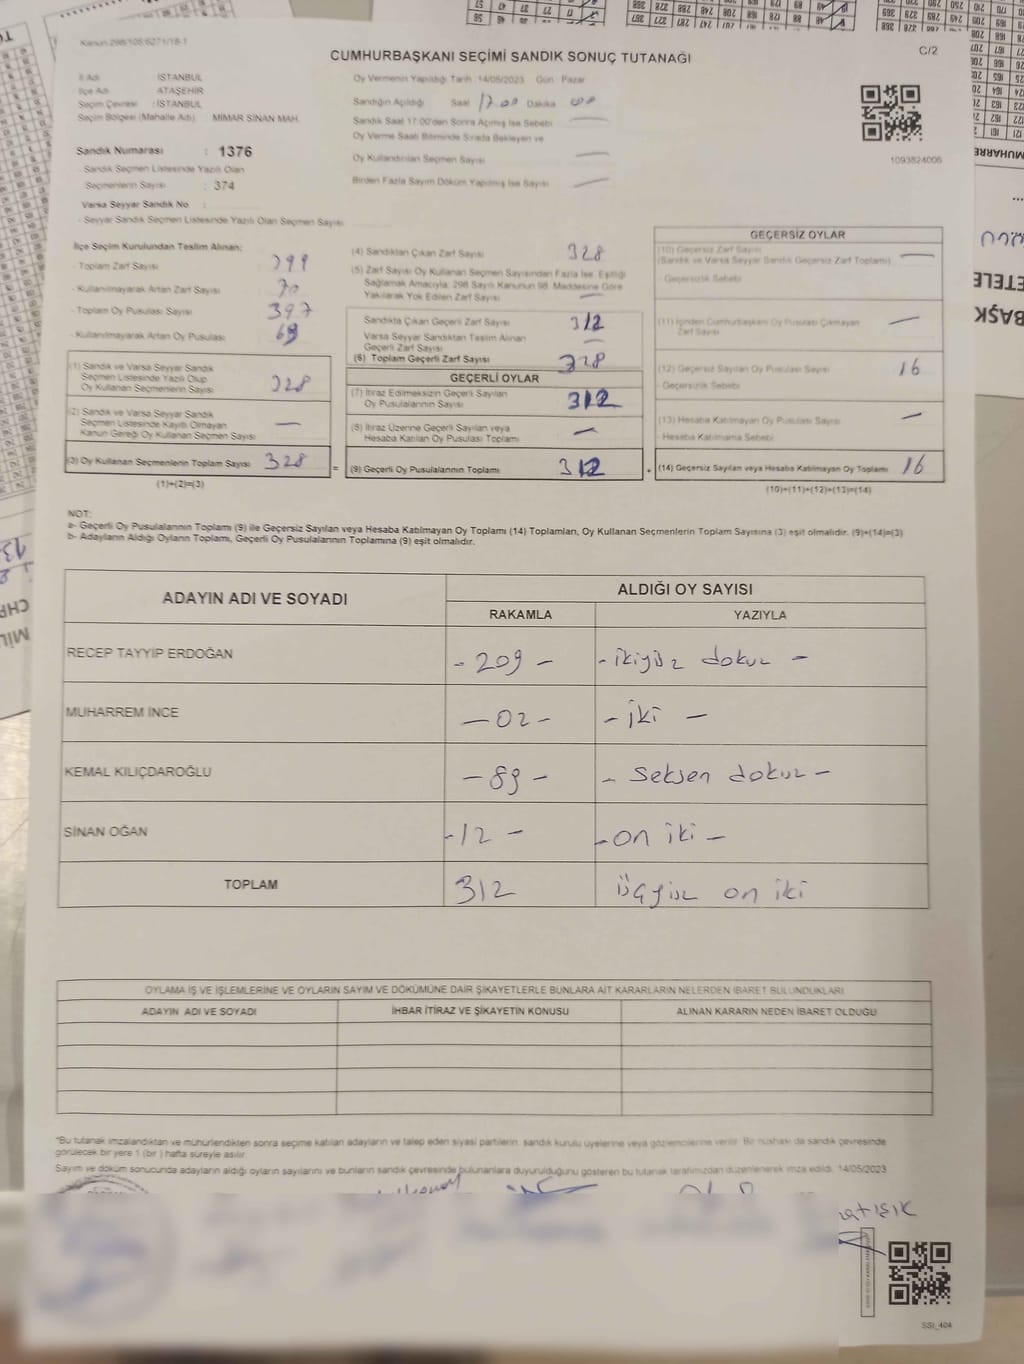 Kanun:298/105;6271/18-1
CUMHURBAŞKANI SEÇİMİ SANDIK SONUÇ TUTANAĞI
C/2
İl Adı : İSTANBUL
İlçe Adı : ATAŞEHİR
Seçim Çevresi : İSTANBUL
Seçim Bölgesi (Mahalle Adı) : MİMAR SİNAN MAH.
Sandık Numarası : 1376
- Sandık Seçmen Listesinde Yazılı Olan
Seçmenlerin Sayısı : 374
Varsa Seyyar Sandık No :
- Seyyar Sandık Seçmen Listesinde Yazılı Olan Seçmen Sayısı:
Oy Vermenin Yapıldığı Tarih :14/05/2023 Gün : Pazar
Sandığın Açıldığı Saat 17.00 Dakika 00
Sandık Saat 17:00'den Sonra Açılmış İse Sebebi —
Oy Verme Saati Bitiminde Sırada Bekleyen ve
Oy Kullandırılan Seçmen Sayısı —
Birden Fazla Sayım Döküm Yapılmış İse Sayısı —
1093824006
İlçe Seçim Kurulundan Teslim Alınan;
- Toplam Zarf Sayısı
- Kullanılmayarak Artan Zarf Sayısı 70
- Toplam Oy Pusulası Sayısı 397
- Kullanılmayarak Artan Oy Pusulası 69
(1) Sandık ve Varsa Seyyar Sandık
Seçmen Listesinde Yazılı Olup
Oy Kullanan Seçmenlerin Sayısı 328
(2) Sandık ve Varsa Seyyar Sandık
Seçmen Listesinde Kayıtlı Olmayan
Kanun Gereği Oy Kullanan Seçmen Sayısı —
(3) Oy Kullanan Seçmenlerin Toplam Sayısı 328
(1)+(2)=(3)
(4) Sandıktan Çıkan Zarf Sayısı 328
(5) Zarf Sayısı Oy Kullanan Seçmen Sayısından Fazla İse, Eşitliği
Sağlamak Amacıyla; 298 Sayılı Kanunun 98. Maddesine Göre
Yakılarak Yok Edilen Zarf Sayısı —
Sandıkta Çıkan Geçerli Zarf Sayısı 312
Varsa Seyyar Sandıktan Teslim Alınan
Geçerli Zarf Sayısı —
(6) Toplam Geçerli Zarf Sayısı 328
GEÇERLİ OYLAR
(7) İtiraz Edilmeksizin Geçerli Sayılan
Oy Pusulalarının Sayısı 312
(8) İtiraz Üzerine Geçerli Sayılan veya
Hesaba Katılan Oy Pusulası Toplamı —
= (9) Geçerli Oy Pusulalarının Toplamı 312
GEÇERSİZ OYLAR
(10) Geçersiz Zarf Sayısı
(Sandık ve Varsa Seyyar Sandık Geçersiz Zarf Toplamı) —
- Geçersizlik Sebebi:
(11) İçinden Cumhurbaşkanı Oy Pusulası Çıkmayan
Zarf Sayısı —
(12) Geçersiz Sayılan Oy Pusulası Sayısı 16
- Geçersizlik Sebebi:
(13) Hesaba Katılmayan Oy Pusulası Sayısı —
- Hesaba Katılmama Sebebi:
+ (14) Geçersiz Sayılan veya Hesaba Katılmayan Oy Toplamı 16
(10)+(11)+(12)+(13)=(14)
NOT:
a- Geçerli Oy Pusulalarının Toplamı (9) ile Geçersiz Sayılan veya Hesaba Katılmayan Oy Toplamı (14) Toplamları, Oy Kullanan Seçmenlerin Toplam Sayısına (3) eşit olmalıdır. (9)+(14)=(3)
b- Adayların Aldığı Oyların Toplamı, Geçerli Oy Pusulalarının Toplamına (9) eşit olmalıdır.
ADAYIN ADI VE SOYADI ALDIĞI OY SAYISI
RAKAMLA YAZIYLA
RECEP TAYYİP ERDOĞAN - 209 - - ikiyüz dokuz -
MUHARREM İNCE - 02 - - iki -
KEMAL KILIÇDAROĞLU - 89 - - Seksen dokuz -
SİNAN OĞAN - 12 - - on iki -
TOPLAM 312 üçyüz on iki
OYLAMA İŞ VE İŞLEMLERİNE VE OYLARIN SAYIM VE DÖKÜMÜNE DAİR ŞİKAYETLERLE BUNLARA AİT KARARLARIN NELERDEN İBARET BULUNDUKLARI
ADAYIN ADI VE SOYADI İHBAR İTİRAZ VE ŞİKAYETİN KONUSU ALINAN KARARIN NEDEN İBARET OLDUĞU
*Bu tutanak imzalandıktan ve mühürlendikten sonra seçime katılan adayların ve talep eden siyasi partilerin, sandık kurulu üyelerine veya gözlemcilerine verilir. Bir nüshası da sandık çevresinde
görülecek bir yere 1 (bir) hafta süreyle asılır.
Sayım ve döküm sonucunda adayların aldığı oyların sayılarını ve bunların sandık çevresinde bulunanlara duyurulduğunu gösteren bu tutanak tarafımızdan düzenlenerek imza edildi. 14/05/2023
SSI_404